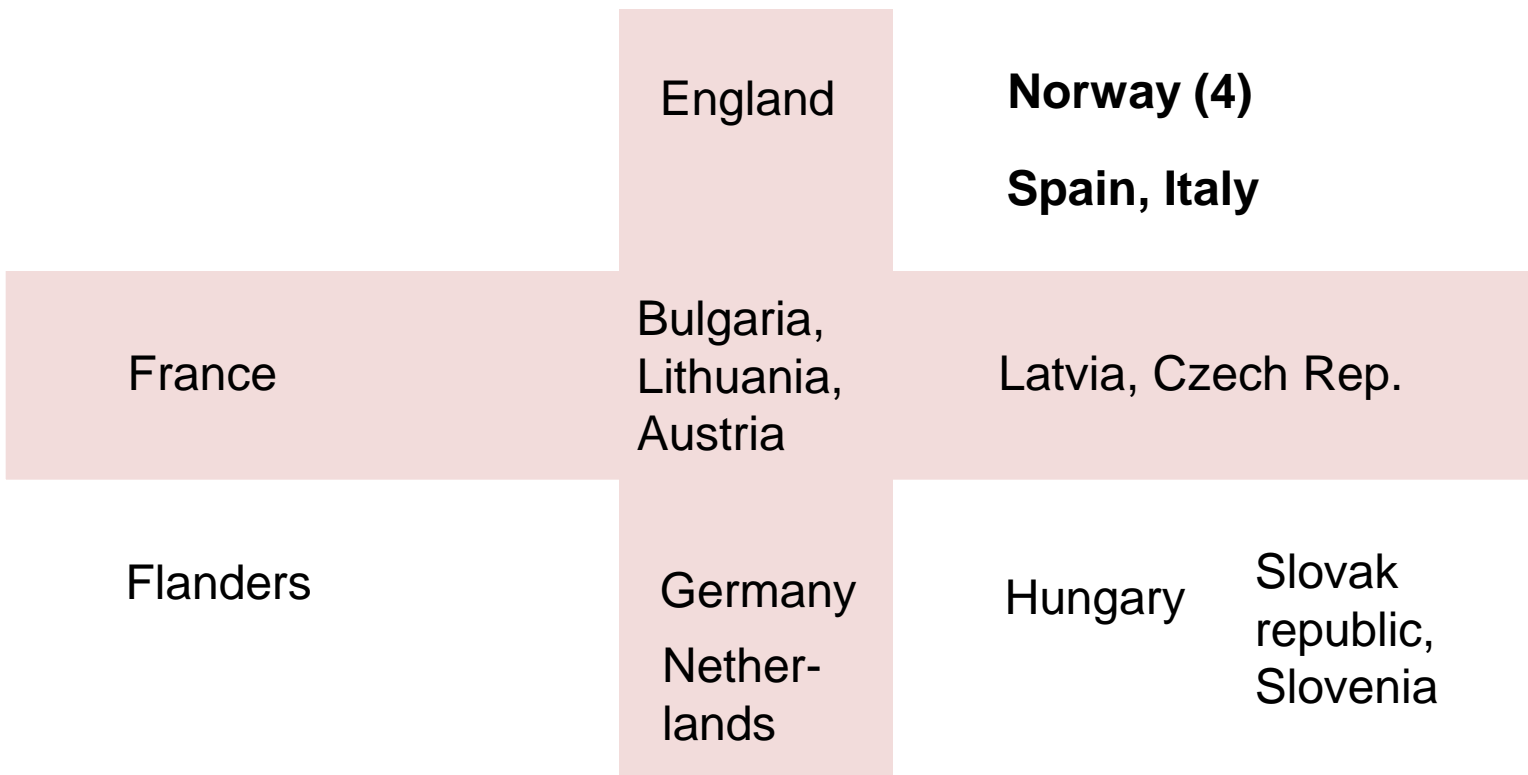 England
Norway (4)
Spain, Italy
France
Bulgaria,
Lithuania,
Austria
Latvia, Czech Rep.
Flanders
Germany
Nether-
lands
Hungary
Slovak
republic,
Slovenia